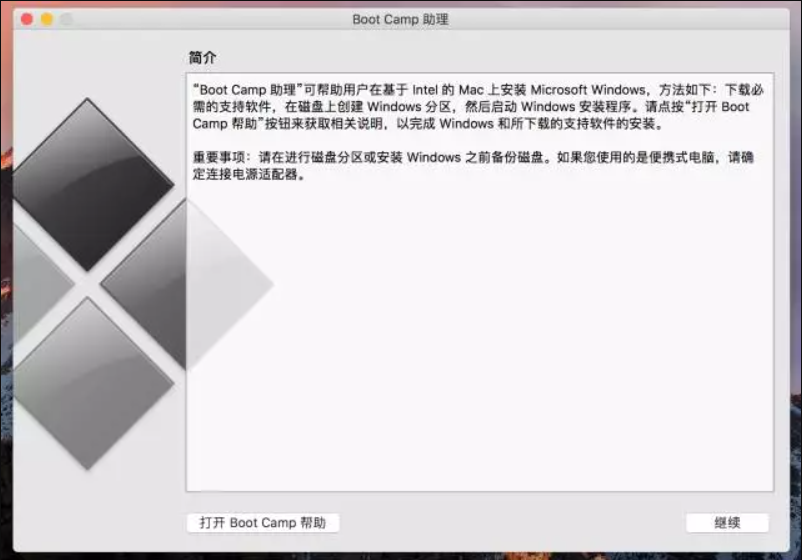 Boot Camp 助理
简介
“Boot Camp 助理”可帮助用户在基于 Intel 的 Mac 上安装 Microsoft Windows，方法如下：下载必
需的支持软件，在磁盘上创建 Windows 分区，然后启动 Windows 安装程序。请点按“打开 Boot
Camp 帮助”按钮来获取相关说明，以完成 Windows 和所下载的支持软件的安装。
重要事项：请在进行磁盘分区或安装 Windows 之前备份磁盘。如果您使用的是便携式电脑，请确
定连接电源适配器。
打开 Boot Camp 帮助
继续